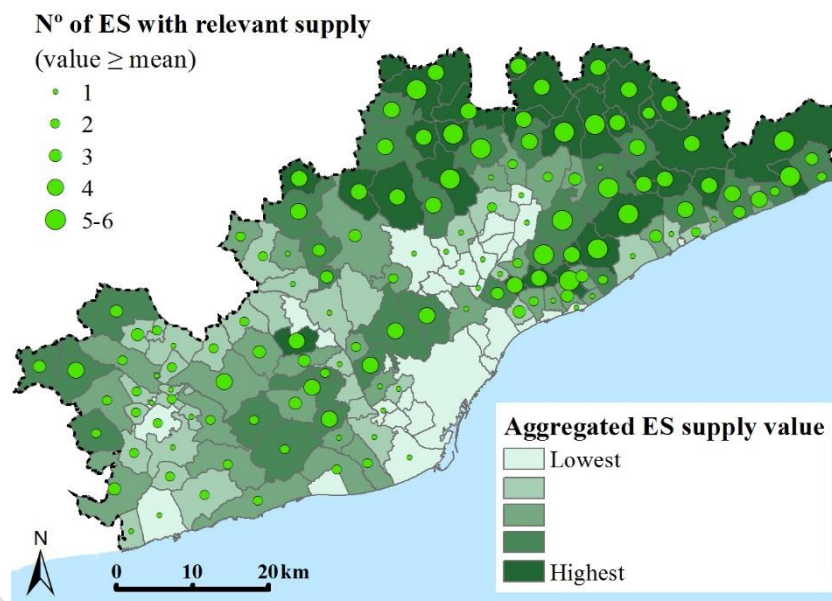 Nº of ES with relevant supply
(value ≥ mean)
1
2
3
4
5-6
Aggregated ES supply value
Lowest
Highest
N
0 10 20 km